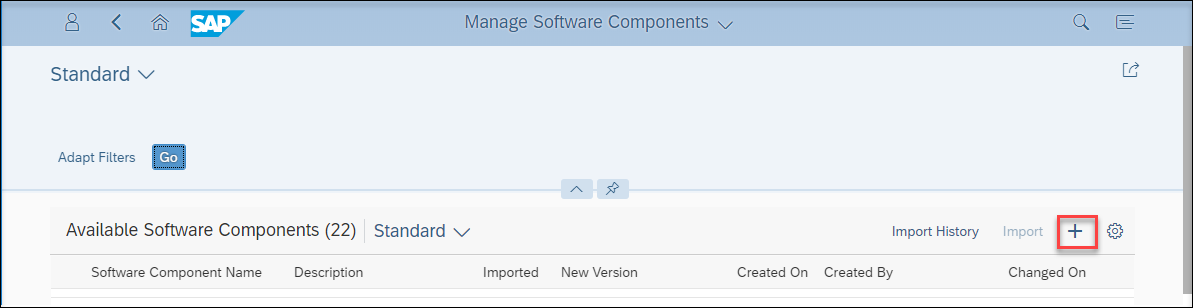 SAP Manage Software Components
Standard
Adapt Filters Go
Available Software Components (22) Standard Import History Import
Software Component Name Description Imported New Version Created On Created By Changed On